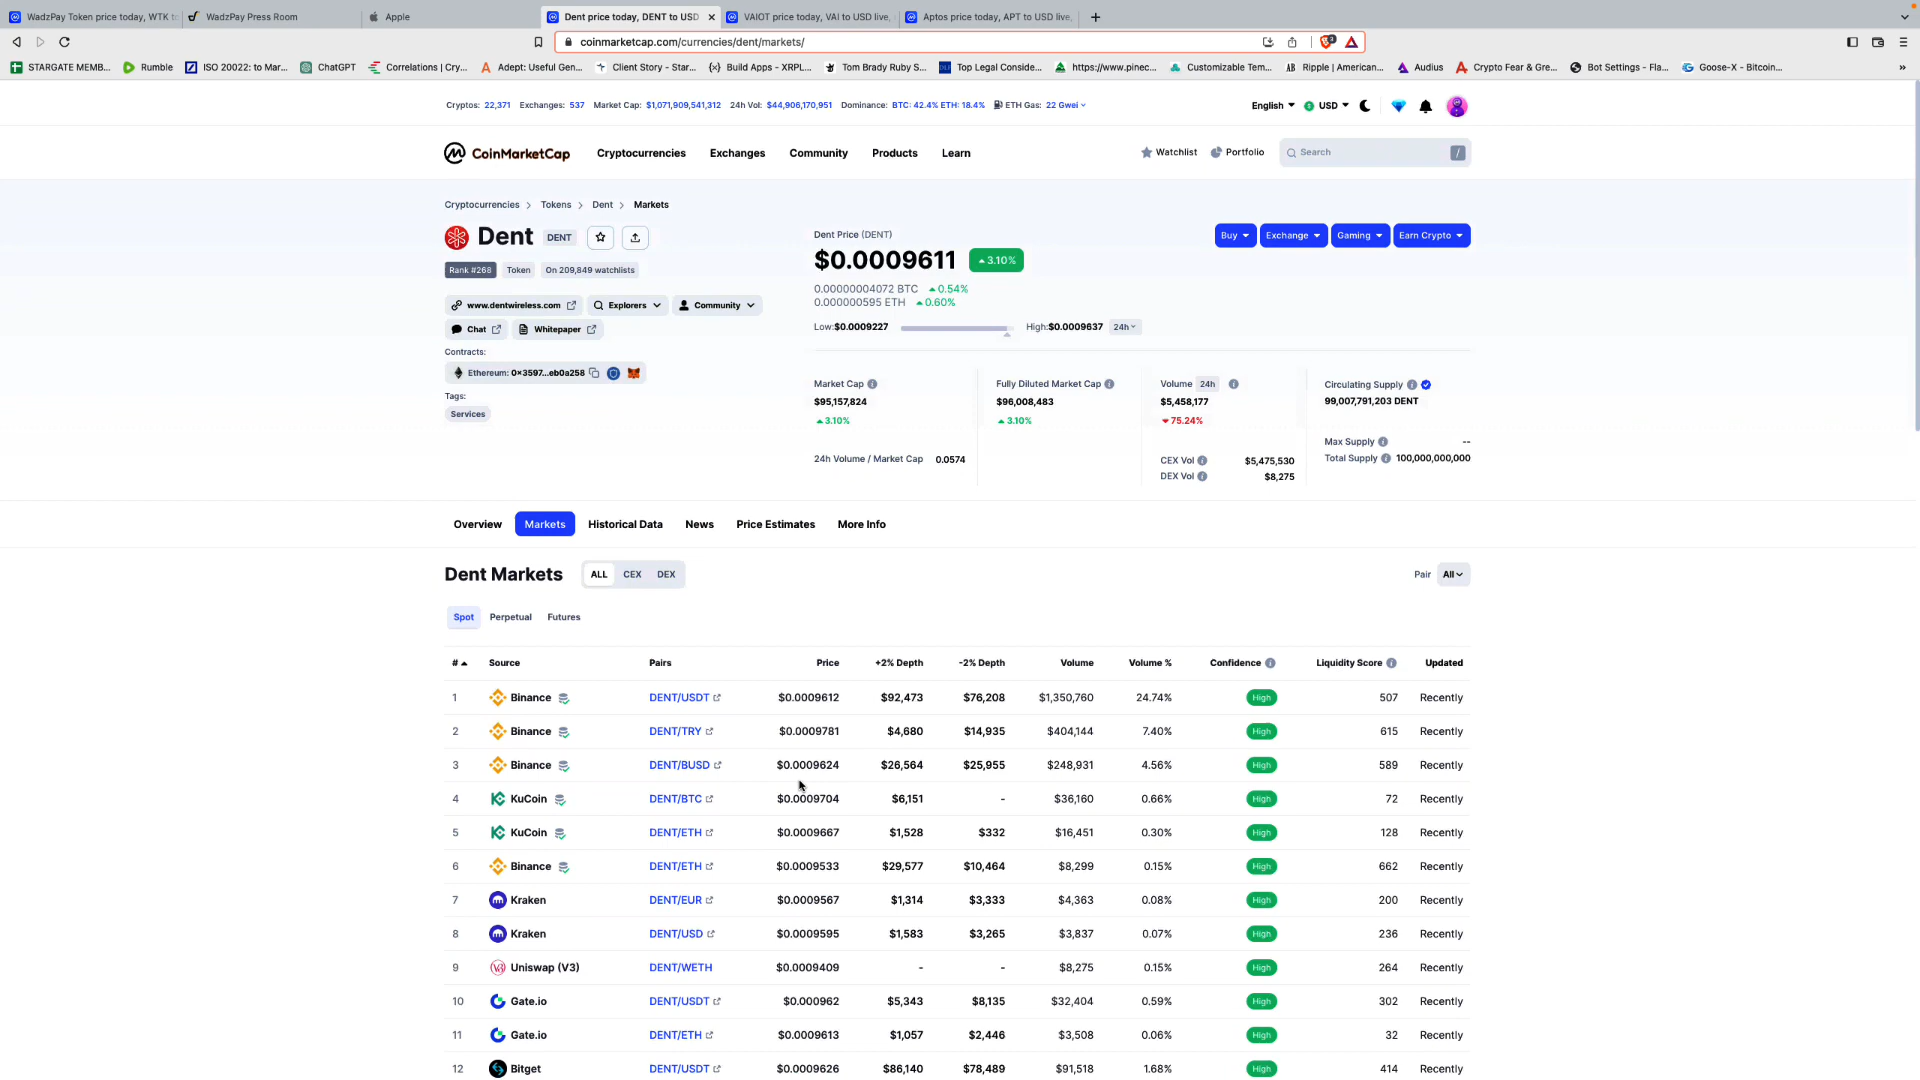 WadzPay Token price today, WTK to
WadzPay Press Room
Apple
Dent price today, DENT to USD
VAIOT price today, VAI to USD live,
Aptos price today, APT to USD live,
coinmarketcap.com/currencies/dent/markets/
STARGATE MEMB...
Rumble
ISO 20022: to Mar...
ChatGPT
Correlations | Cry...
Adept: Useful Gen...
Client Story - Star...
Build Apps - XRPL...
Tom Brady Ruby S...
Top Legal Conside...
https://www.pinec...
Customizable Tem...
Ripple | American...
Audius
Crypto Fear & Gre...
Bot Settings - Fla...
Goose-X - Bitcoin...
Cryptos: 22,371 Exchanges: 537 Market Cap: $1,071,909,541,312 24h Vol: $44,906,170,951 Dominance: BTC: 42.4% ETH: 18.4% ETH Gas: 22 Gwei
English USD
CoinMarketCap Cryptocurrencies Exchanges Community Products Learn
Watchlist Portfolio Search /
Cryptocurrencies > Tokens > Dent > Markets
Dent DENT
Rank #268 Token On 209,849 watchlists
www.dentwireless.com Explorers Community
Chat Whitepaper
Contracts:
Ethereum: 0x3597...eb0a258
Tags:
Services
Dent Price (DENT)
$0.0009611 3.10%
0.00000004072 BTC 0.54%
0.000000595 ETH 0.60%
Low:$0.0009227 High:$0.0009637 24h
Buy Exchange Gaming Earn Crypto
Market Cap
$95,157,824
3.10%
24h Volume / Market Cap 0.0574
Fully Diluted Market Cap
$96,008,483
3.10%
Volume 24h
$5,458,177
75.24%
CEX Vol $5,475,530
DEX Vol $8,275
Circulating Supply
99,007,791,203 DENT
Max Supply --
Total Supply 100,000,000,000
Overview Markets Historical Data News Price Estimates More Info
Dent Markets ALL CEX DEX
Pair All
Spot Perpetual Futures
# Source Pairs Price +2% Depth -2% Depth Volume Volume % Confidence Liquidity Score Updated
1 Binance DENT/USDT $0.0009612 $92,473 $76,208 $1,350,760 24.74% High 507 Recently
2 Binance DENT/TRY $0.0009781 $4,680 $14,935 $404,144 7.40% High 615 Recently
3 Binance DENT/BUSD $0.0009624 $26,564 $25,955 $248,931 4.56% High 589 Recently
4 KuCoin DENT/BTC $0.0009704 $6,151 - $36,160 0.66% High 72 Recently
5 KuCoin DENT/ETH $0.0009667 $1,528 $332 $16,451 0.30% High 128 Recently
6 Binance DENT/ETH $0.0009533 $29,577 $10,464 $8,299 0.15% High 662 Recently
7 Kraken DENT/EUR $0.0009567 $1,314 $3,333 $4,363 0.08% High 200 Recently
8 Kraken DENT/USD $0.0009595 $1,583 $3,265 $3,837 0.07% High 236 Recently
9 Uniswap (V3) DENT/WETH $0.0009409 - - $8,275 0.15% High 264 Recently
10 Gate.io DENT/USDT $0.000962 $5,343 $8,135 $32,404 0.59% High 302 Recently
11 Gate.io DENT/ETH $0.0009613 $1,057 $2,446 $3,508 0.06% High 32 Recently
12 Bitget DENT/USDT $0.0009626 $86,140 $78,489 $91,518 1.68% High 414 Recently